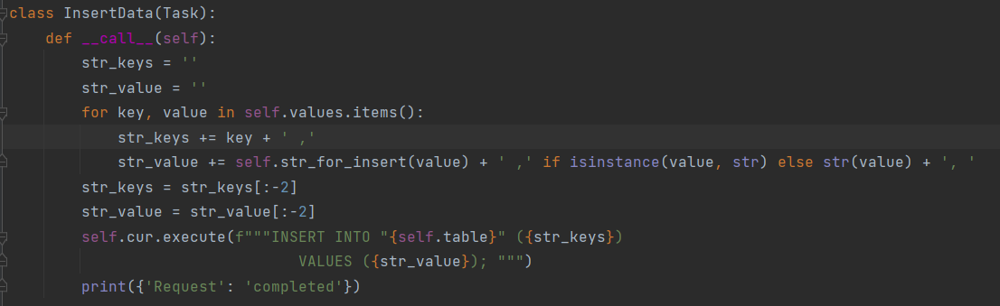 class InsertData(Task):
    def __call__(self):
        str_keys = ''
        str_value = ''
        for key, value in self.values.items():
            str_keys += key + ' ,'
            str_value += self.str_for_insert(value) + ' ,' if isinstance(value, str) else str(value) + ', '
        str_keys = str_keys[:-2]
        str_value = str_value[:-2]
        self.cur.execute(f"""INSERT INTO "{self.table}" ({str_keys})
                                VALUES ({str_value}); """)
        print({'Request': 'completed'})